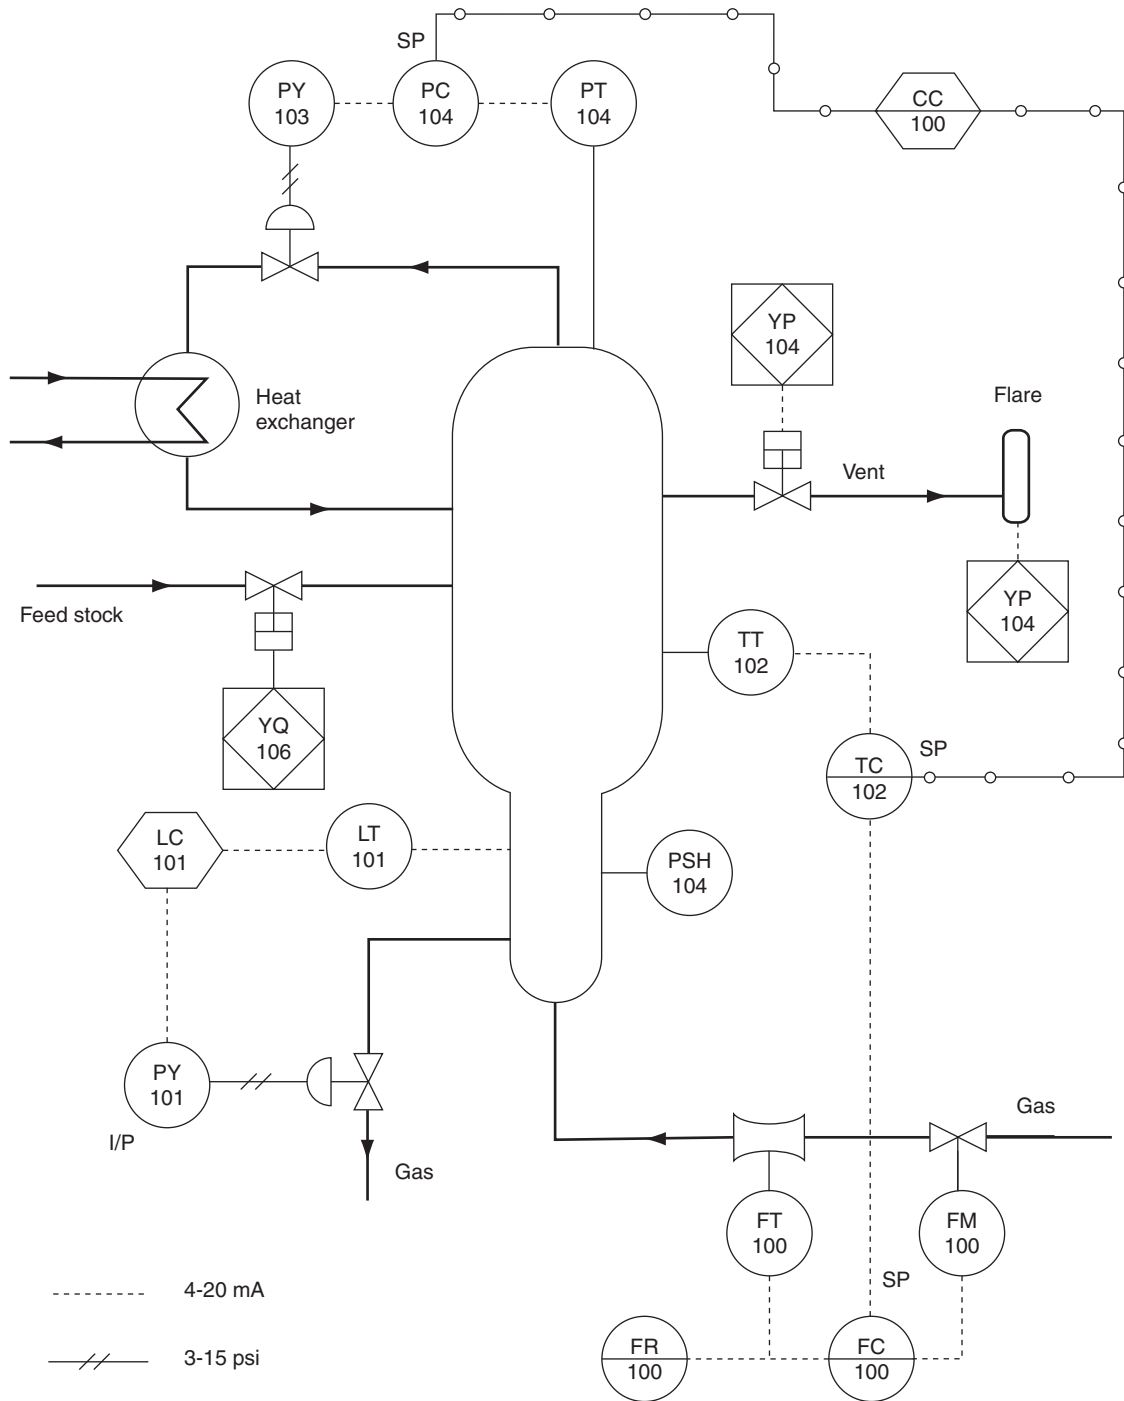 SP
PY
103
PC
104
PT
104
CC
100
YP
104
Flare
Heat
exchanger
Vent
Feed stock
YP
104
TT
102
YQ
106
SP
TC
102
LC
101
LT
101
PSH
104
PY
101
I/P
Gas
Gas
FT
100
FM
100
SP
4-20 mA
FR
100
FC
100
3-15 psi